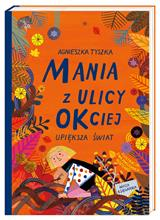 AGNIESZKA TYSZKA
MANIA
Z ULICY
OKCIEJ
UPIĘKSZA ŚWIAT